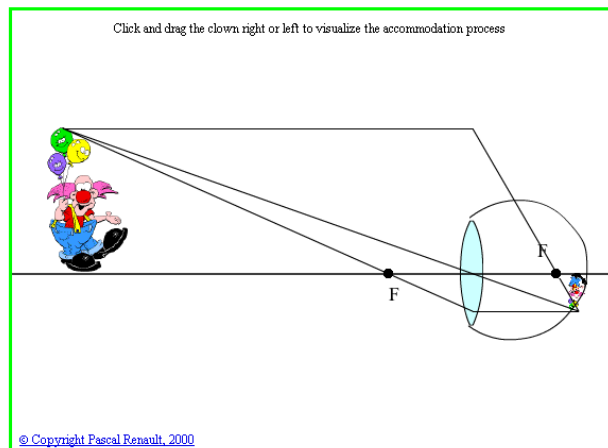 Click and drag the clown right or left to visualize the accommodation process
F
F
© Copyright Pascal Renault, 2000